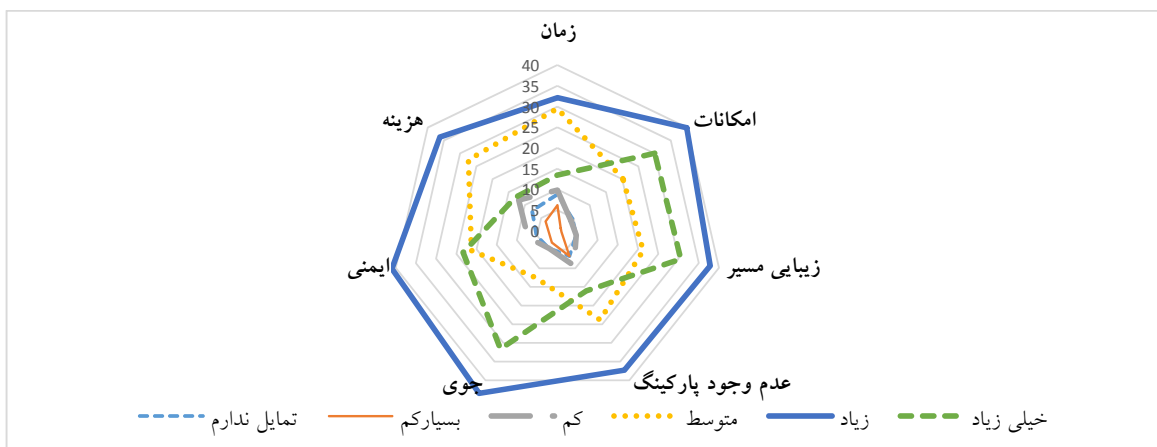 زمان
40
35
30
25
20
15
10
5
0
امکانات
هزینه
زیبایی مسیر
ایمنی
عدم وجود پارکینگ
جوی
خیلی زیاد
زیاد
متوسط
کم
بسیارکم
تمایل ندارم